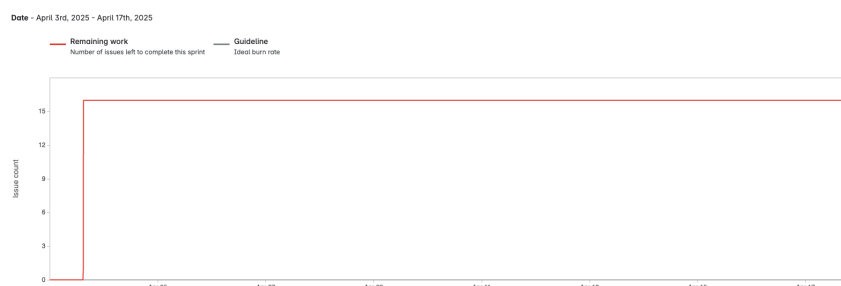 Date - April 3rd, 2025 - April 17th, 2025
Remaining work
Number of issues left to complete this sprint
Guideline
Ideal burn rate
15
12
9
6
3
0
Issue count